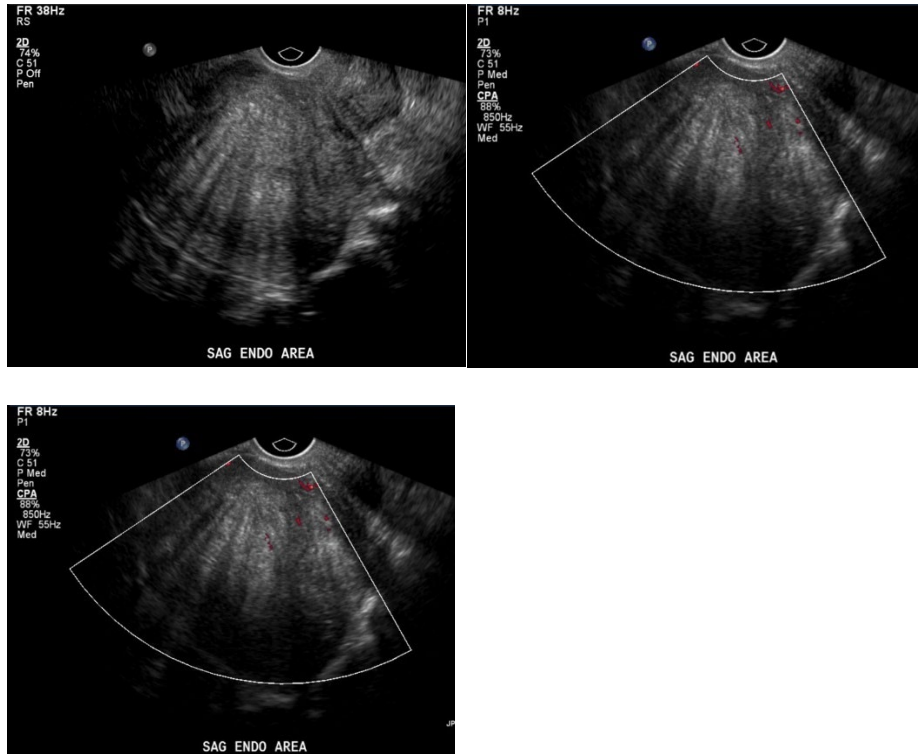 FR 38Hz
RS
2D
74%
C 51
P Off
Pen
P
SAG ENDO AREA
FR 8Hz
P1
2D
73%
C 51
P Med
Pen
CPA
88%
850Hz
WF 55Hz
Med
P
SAG ENDO AREA
FR 8Hz
P1
2D
73%
C 51
P Med
Pen
CPA
88%
850Hz
WF 55Hz
Med
P
JP
SAG ENDO AREA